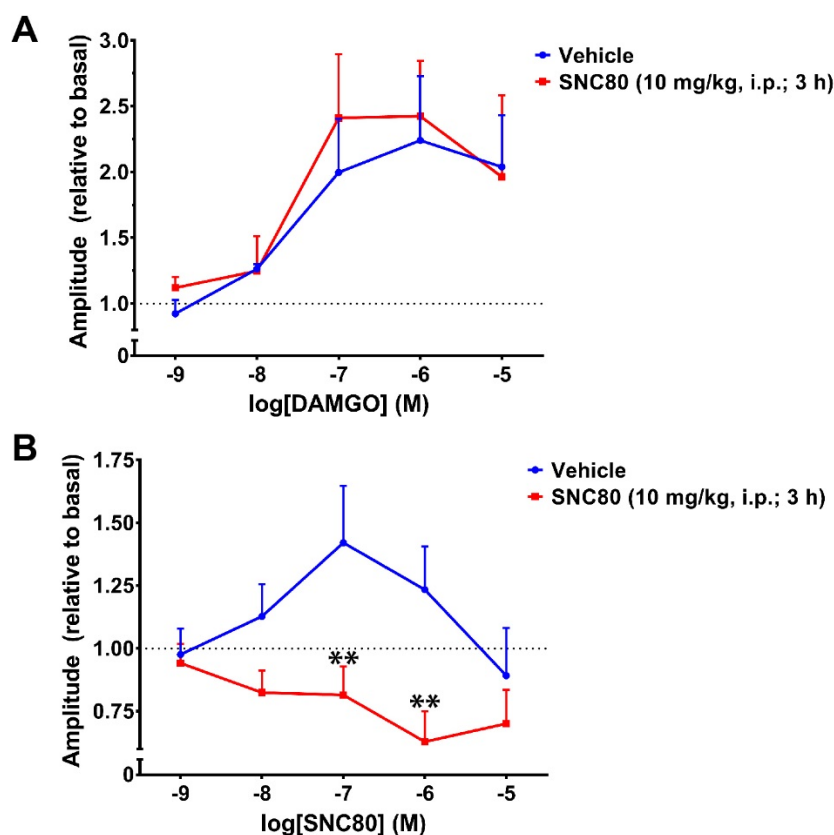 A
Amplitude (relative to basal)
3.0
2.5
2.0
1.5
1.0
0
-9 -8 -7 -6 -5
log[DAMGO] (M)
Vehicle
SNC80 (10 mg/kg, i.p.; 3 h)
B
Amplitude (relative to basal)
1.75
1.50
1.25
1.00
0.75
0
** **
-9 -8 -7 -6 -5
log[SNC80] (M)
Vehicle
SNC80 (10 mg/kg, i.p.; 3 h)